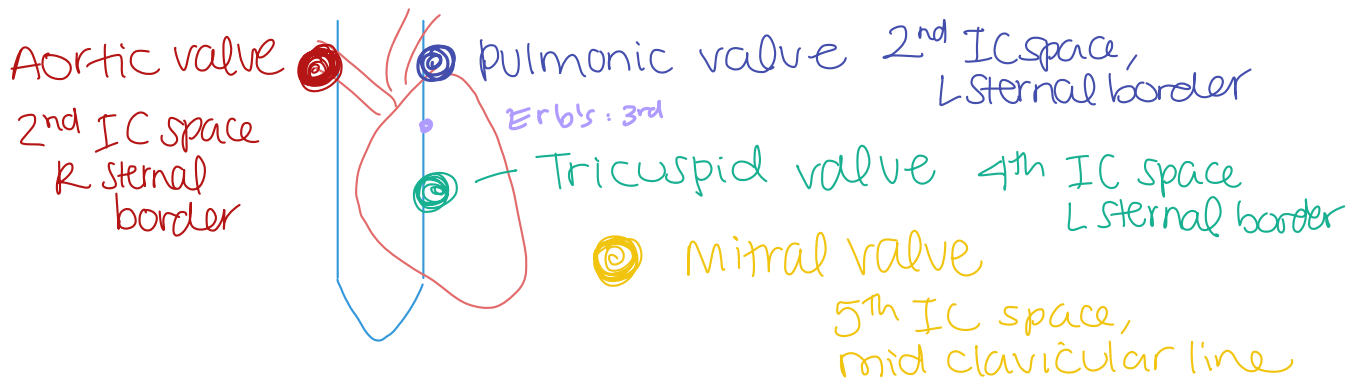 Aortic valve
2nd IC space
R sternal
border
pulmonic valve
2nd IC space,
L sternal border
Erb's: 3rd
Tricuspid valve
4th IC space
L sternal border
Mitral valve
5th IC space,
mid clavicular line